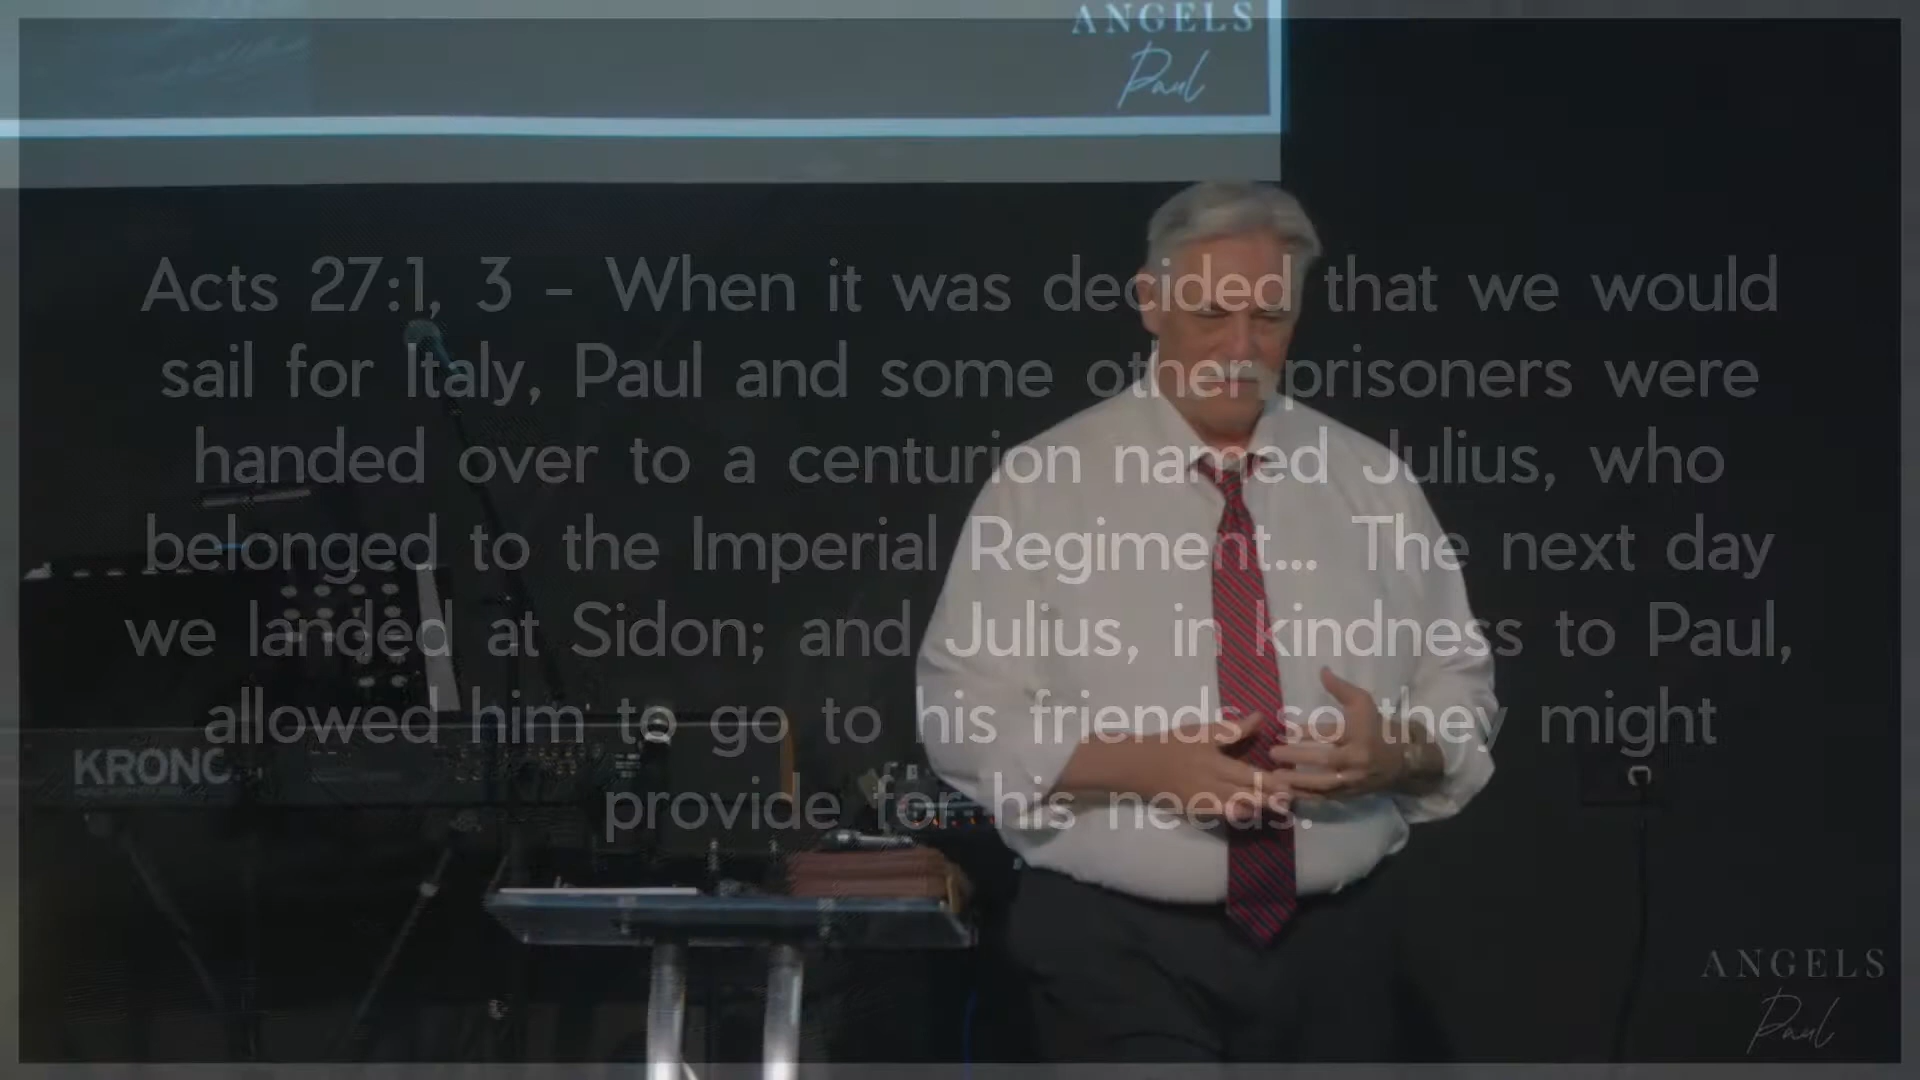 ANGELS
Paul
Acts 27:1, 3 - When it was decided that we would
sail for Italy, Paul and some other prisoners were
handed over to a centurion named Julius, who
belonged to the Imperial Regiment... The next day
we landed at Sidon; and Julius, in kindness to Paul,
allowed him to go to his friends so they might
provide for his needs.
KRONO
ANGELS
Paul